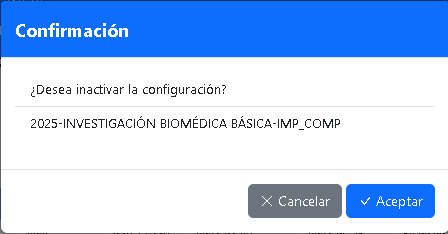 Confirmación
¿Desea inactivar la configuración?
2025-INVESTIGACIÓN BIOMÉDICA BÁSICA-IMP_COMP
Cancelar
Aceptar